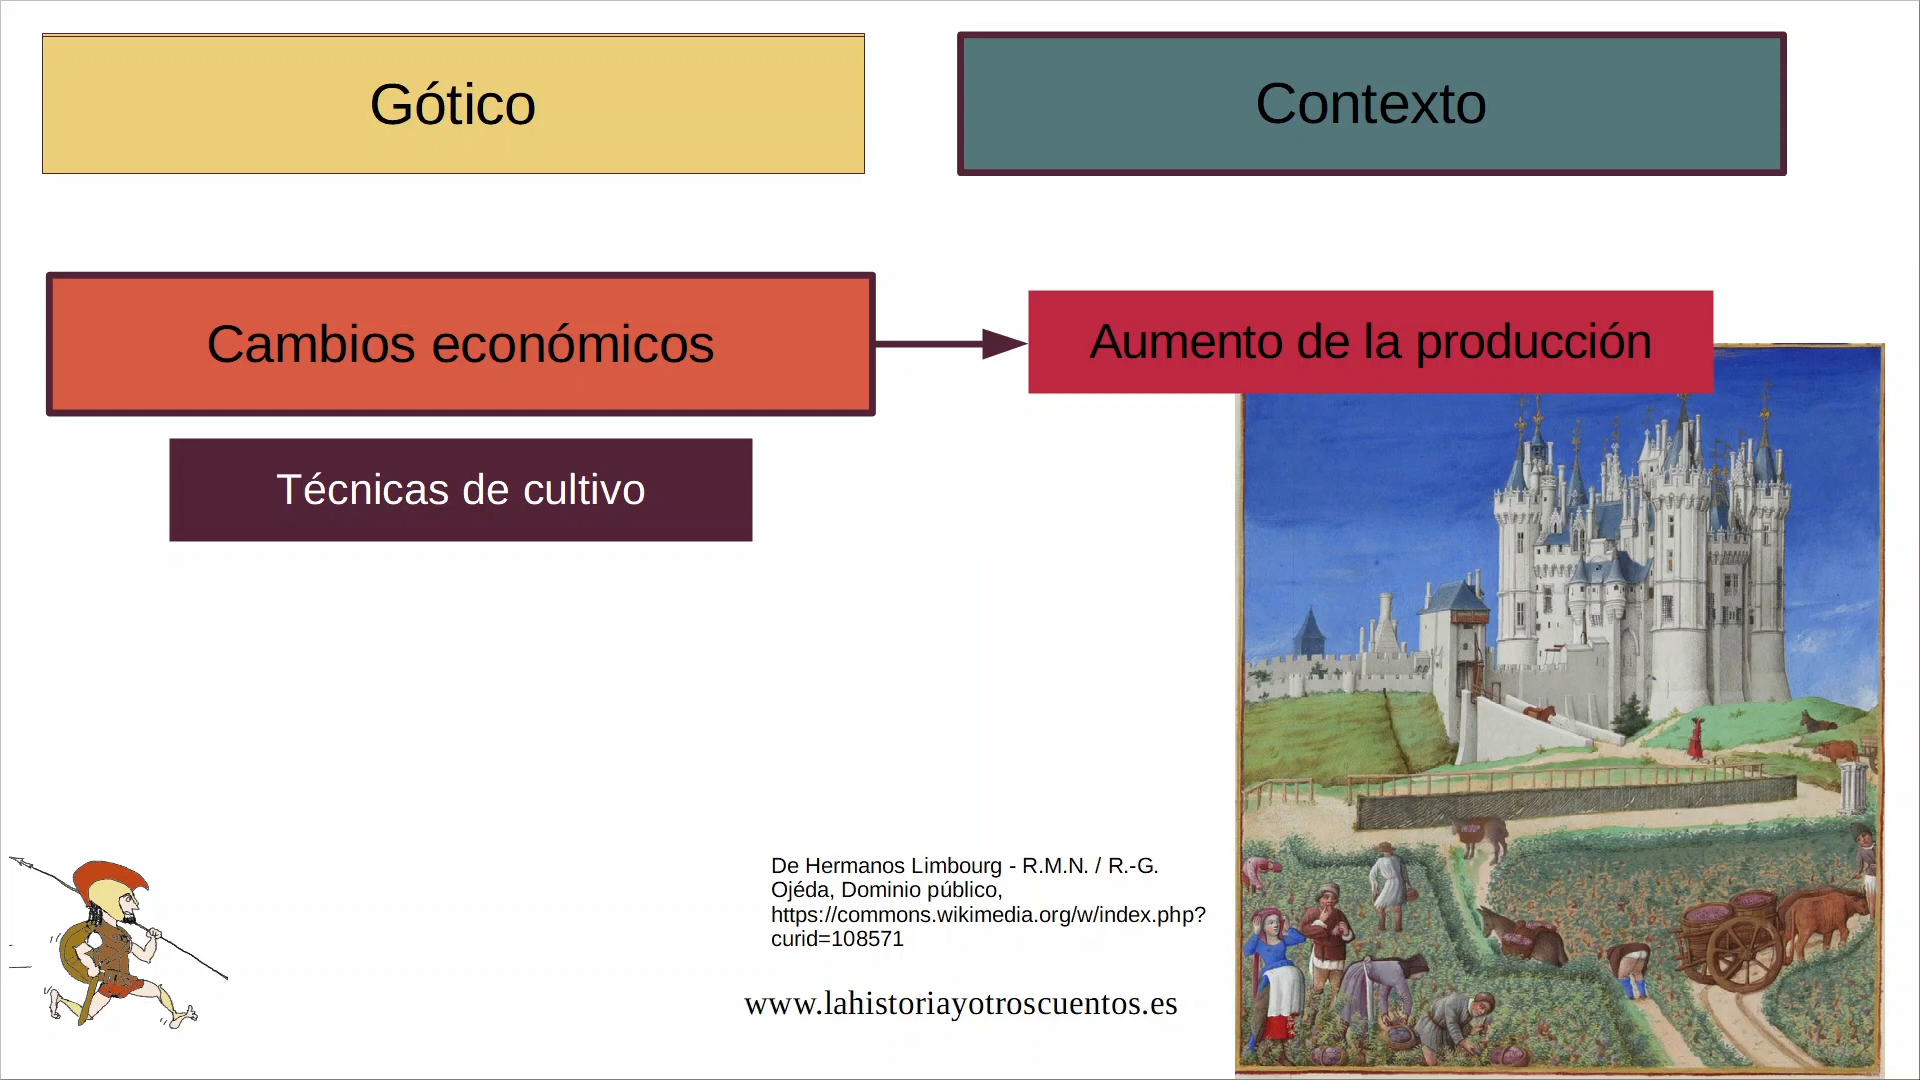 Gótico
Contexto
Cambios económicos
Aumento de la producción
Técnicas de cultivo
De Hermanos Limbourg - R.M.N. / R.-G.
Ojéda, Dominio público,
https://commons.wikimedia.org/w/index.php?
curid=108571
www.lahistoriayotroscuentos.es